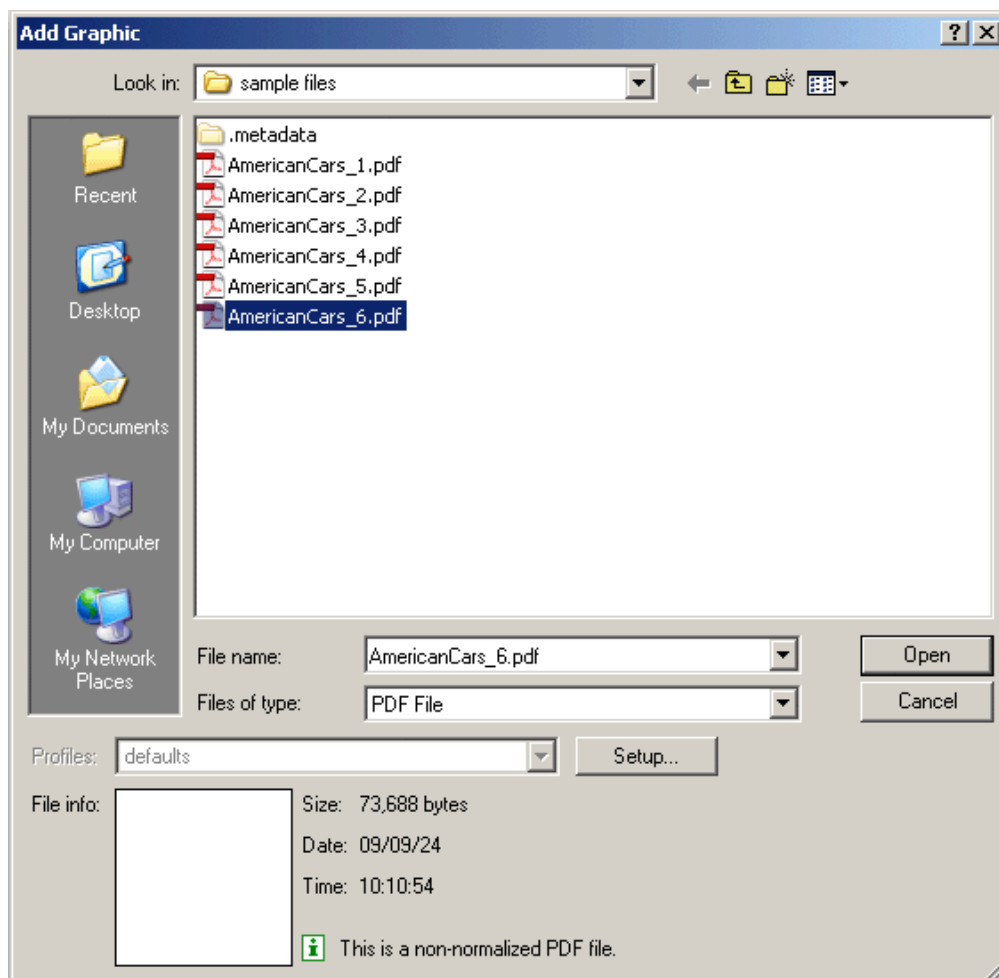 Add Graphic
Look in: sample files
.metadata
AmericanCars_1.pdf
AmericanCars_2.pdf
AmericanCars_3.pdf
AmericanCars_4.pdf
AmericanCars_5.pdf
AmericanCars_6.pdf
Recent
Desktop
My Documents
My Computer
My Network
Places
File name: AmericanCars_6.pdf Open
Files of type: PDF File Cancel
Profiles: defaults Setup...
File info: Size: 73,688 bytes
Date: 09/09/24
Time: 10:10:54
This is a non-normalized PDF file.